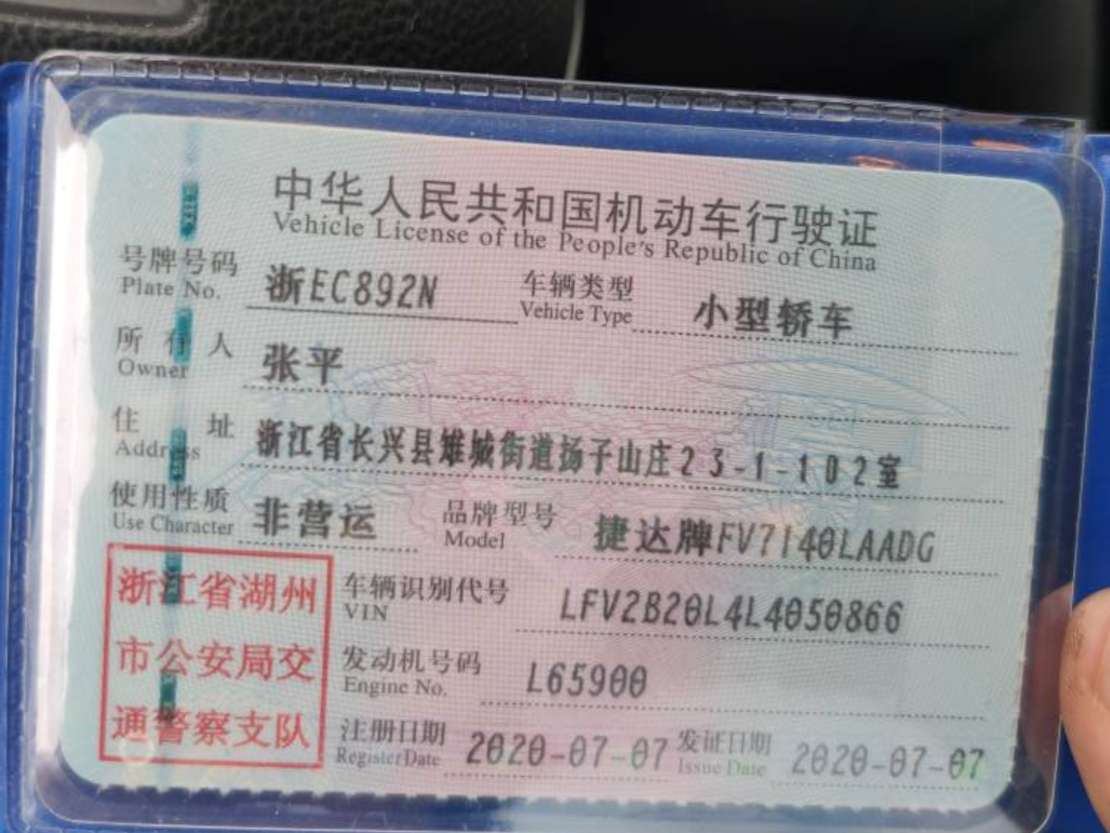 中华人民共和国机动车行驶证
Vehicle License of the People's Republic of China
号牌号码 浙EC892N 车辆类型 小型轿车
Plate No. Vehicle Type
所有人 张平
Owner
住址 浙江省长兴县雉城街道扬子山庄23-1-102室
Address
使用性质 非营运 品牌型号 捷达牌FV7140LAADG
Use Character Model
浙江省湖州
市公安局交
通警察支队
车辆识别代号 LFV2B20L4L4050866
VIN
发动机号码 L65900
Engine No.
注册日期 2020-07-07 发证日期 2020-07-07
Register Date Issue Date